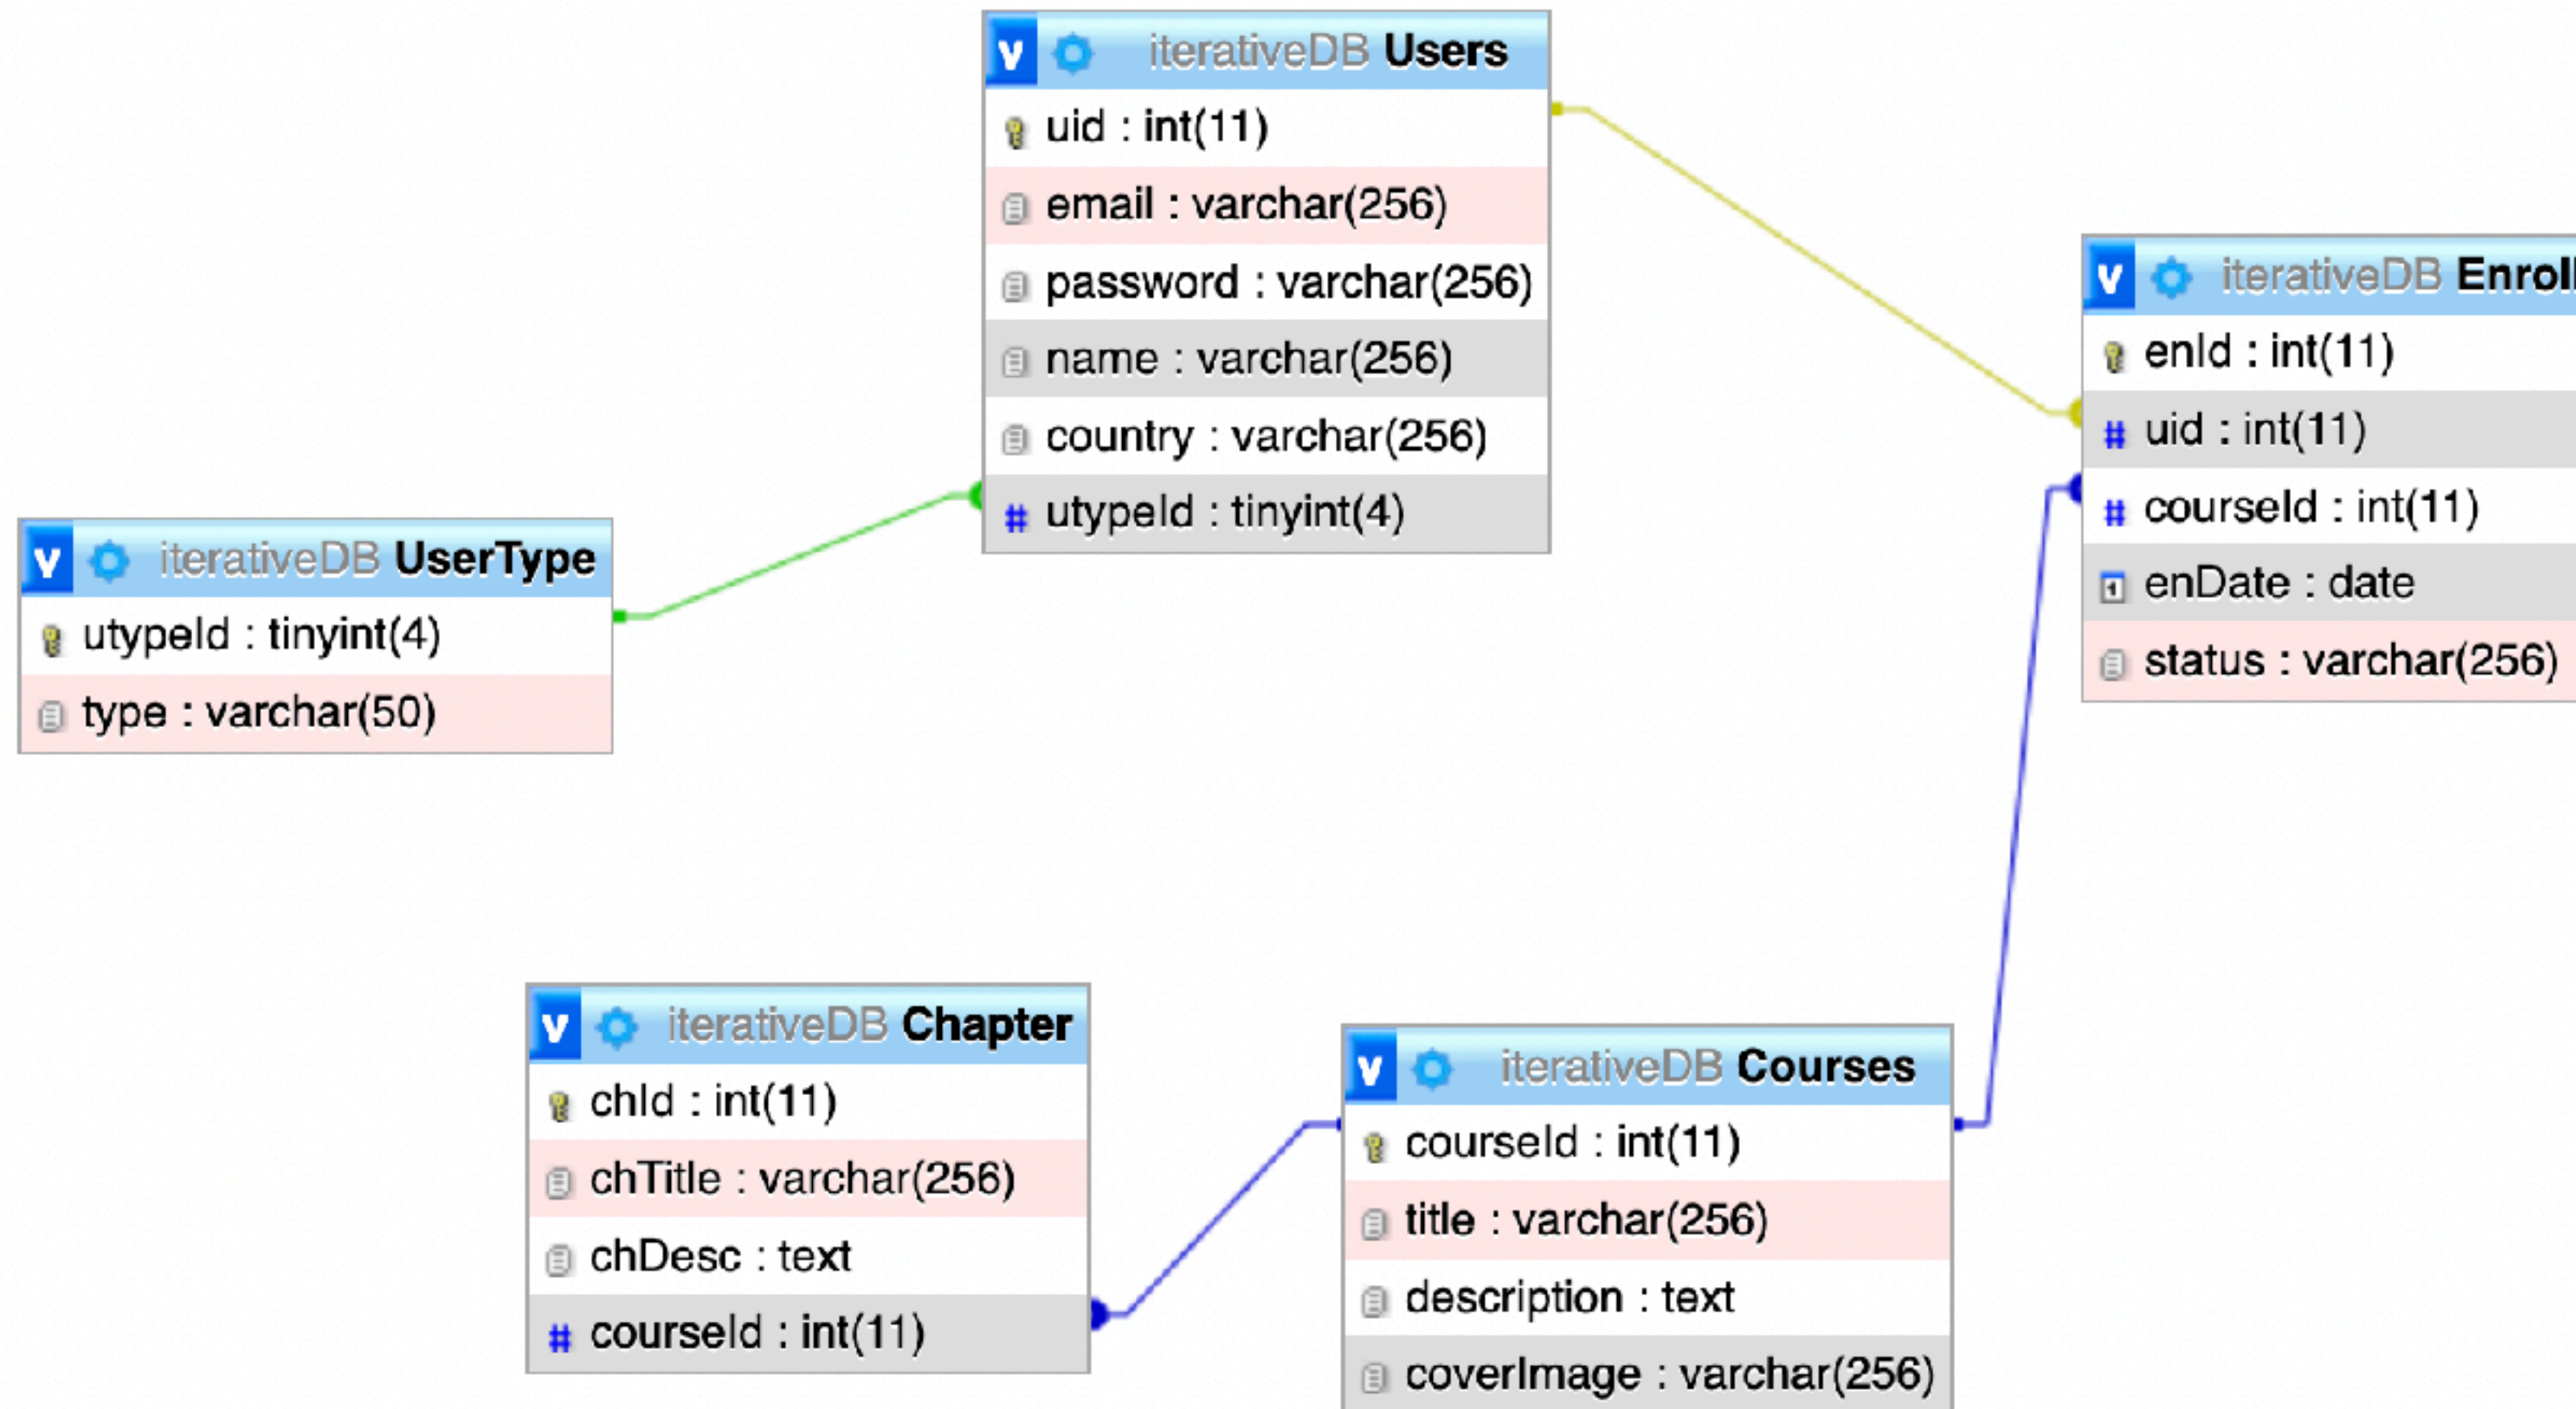 v iterativeDB Users
uid : int(11)
email : varchar(256)
password : varchar(256)
name : varchar(256)
country : varchar(256)
# utypeId : tinyint(4)
v iterativeDB Enroll
enId : int(11)
# uid : int(11)
# courseId : int(11)
enDate : date
status : varchar(256)
v iterativeDB UserType
utypeId : tinyint(4)
type : varchar(50)
v iterativeDB Chapter
chId : int(11)
chTitle : varchar(256)
chDesc : text
# courseId : int(11)
v iterativeDB Courses
courseId : int(11)
title : varchar(256)
description : text
coverImage : varchar(256)